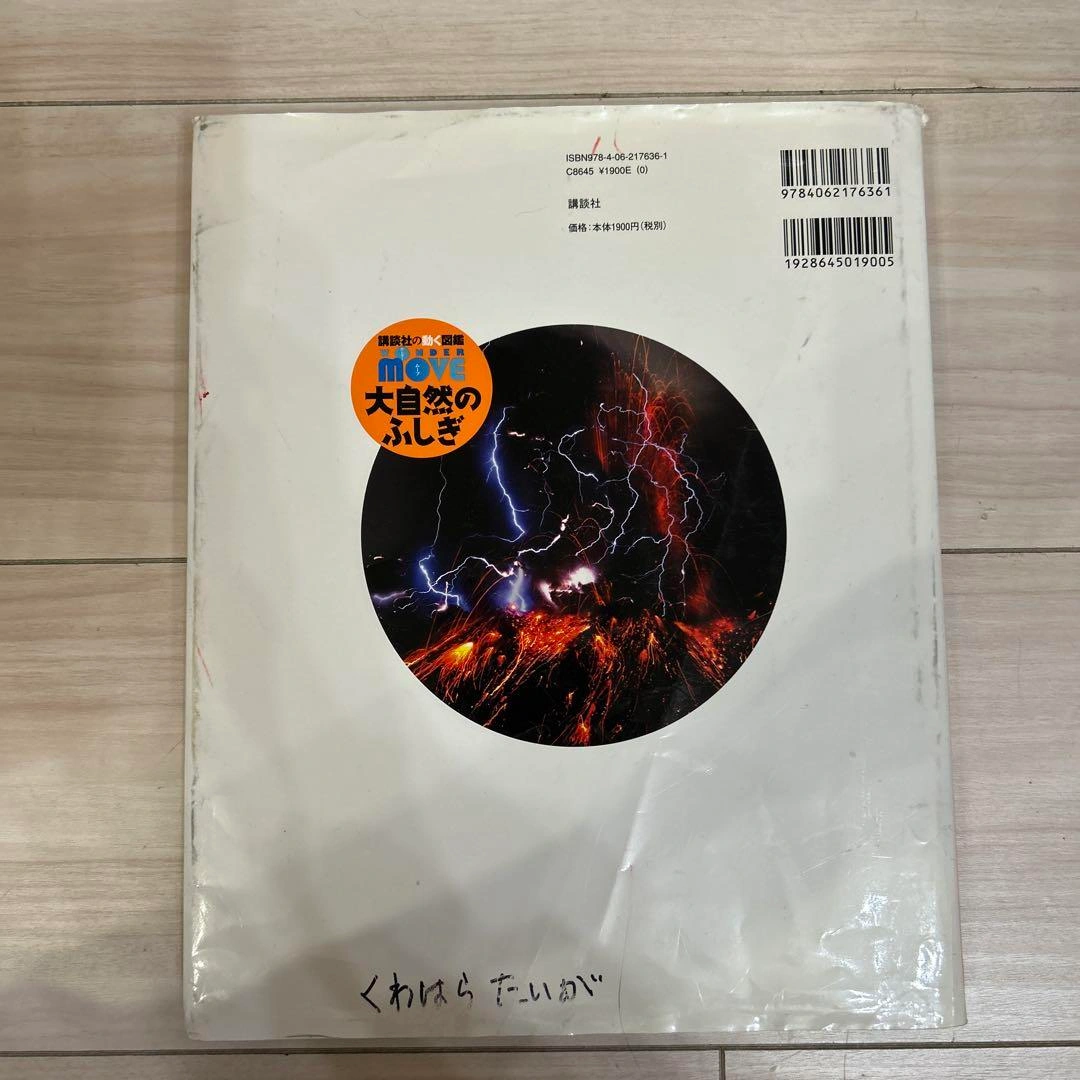 ISBN978-4-06-217636-1
C8645 ¥1900E (0)
講談社
価格:本体1900円(税別)
9784062176361
1928645019005
講談社の動く図鑑
WONDER
MOVE
ムーブ
大自然の
ふしぎ
くわはら たいが